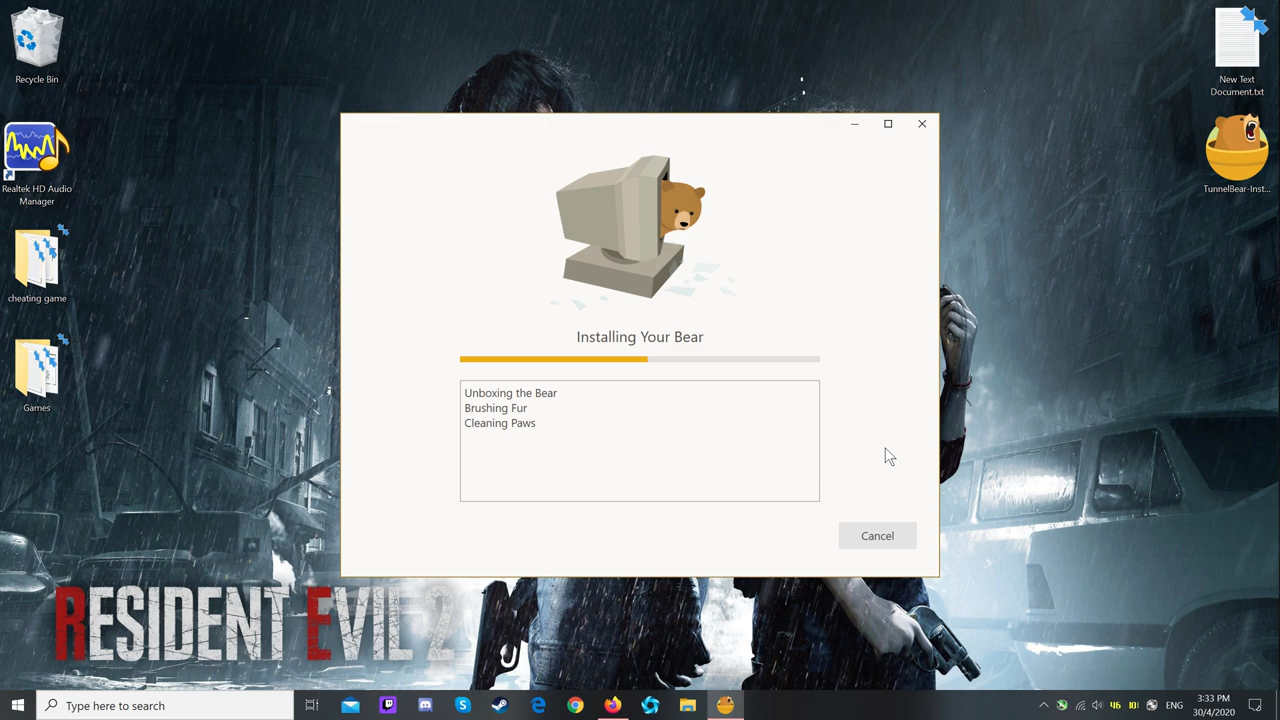 Recycle Bin
Realtek HD Audio
Manager
cheating game
Games
New Text
Document.txt
TunnelBear-Inst...
Installing Your Bear
Unboxing the Bear
Brushing Fur
Cleaning Paws
Cancel
RESIDENT EVIL 2
Type here to search
ENG
3:33 PM
30/4/2020